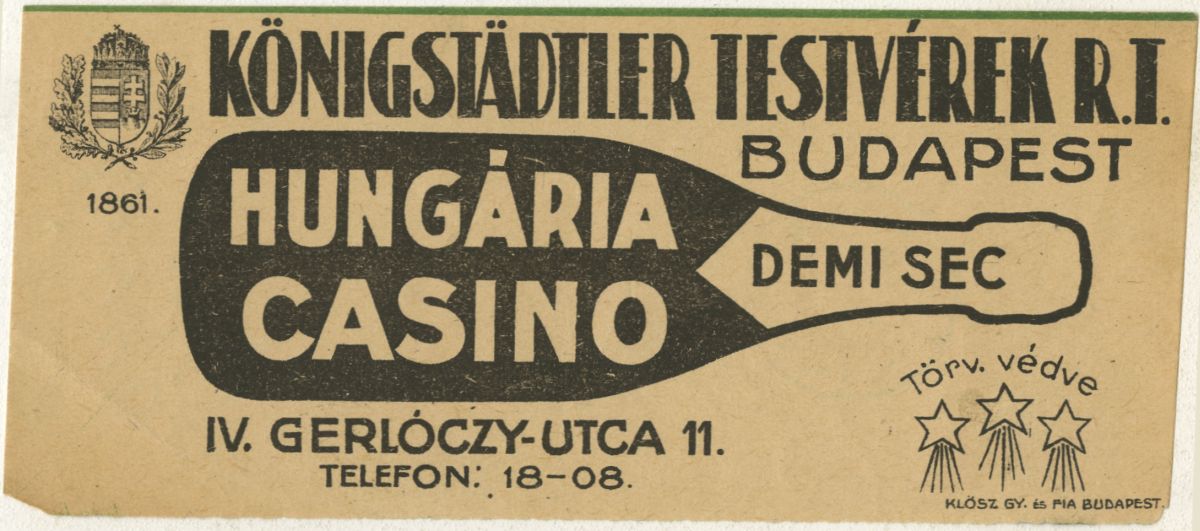 KÖNIGSTÄDTLER TESTVÉREK R.T.
BUDAPEST
1861.
HUNGÁRIA
CASINO
DEMI SEC
Törv. védve
IV. GERLÓCZY-UTCA 11.
TELEFON: 18-08.
KLÖSZ GY. és FIA BUDAPEST.